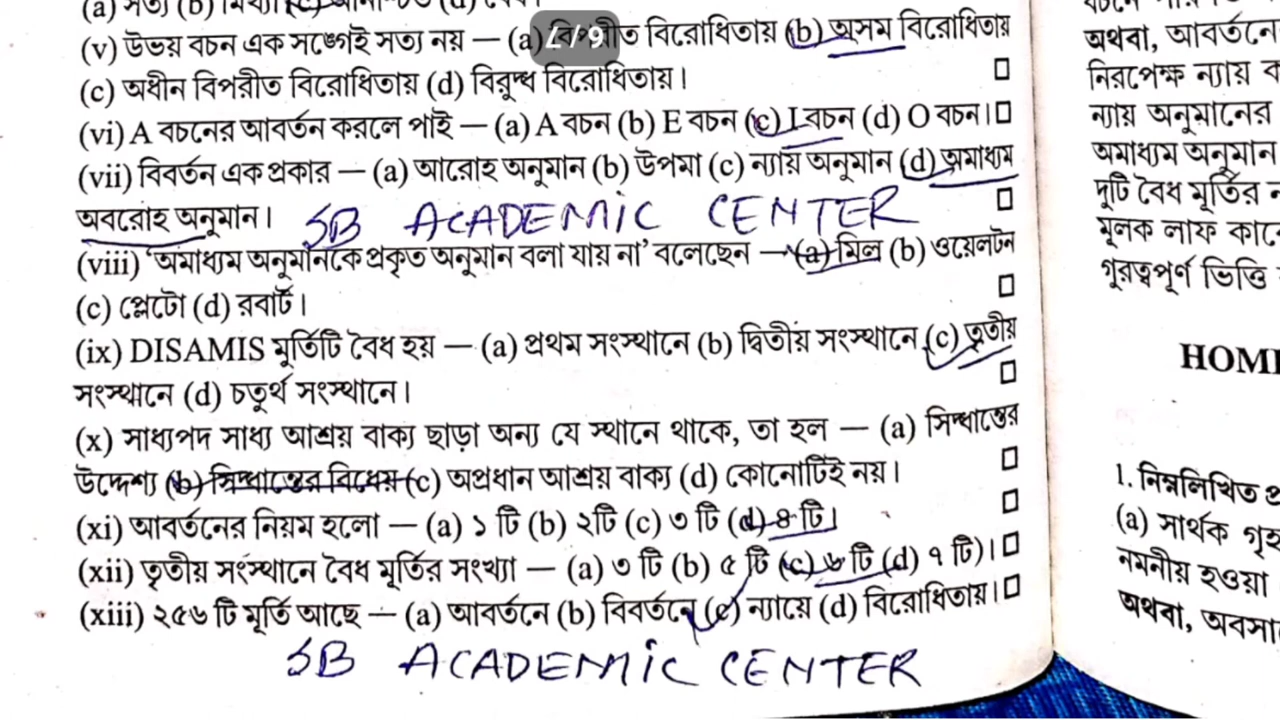 (a) সত্য (b) মিথ্যা (c) অনিশ্চিত (d) বৈধ।
(v) উভয় বচন এক সঙ্গেই সত্য নয় — (a) বিপরীত বিরোধিতায় (b) অসম বিরোধিতায়
6/7
(c) অধীন বিপরীত বিরোধিতায় (d) বিরুদ্ধ বিরোধিতায়।
(vi) A বচনের আবর্তন করলে পাই — (a) A বচন (b) E বচন (c) I বচন (d) O বচন।
(vii) বিবর্তন এক প্রকার — (a) আরোহ অনুমান (b) উপমা (c) ন্যায় অনুমান (d) অমাধ্যম
অবরোহ অনুমান। SB ACADEMIC CENTER
(viii) 'অমাধ্যম অনুমানকে প্রকৃত অনুমান বলা যায় না' বলেছেন — (a) মিল (b) ওয়েলটন
(c) প্লেটো (d) রবার্ট।
(ix) DISAMIS মূর্তিটি বৈধ হয় — (a) প্রথম সংস্থানে (b) দ্বিতীয় সংস্থানে (c) তৃতীয়
সংস্থানে (d) চতুর্থ সংস্থানে।
(x) সাধ্যপদ সাধ্য আশ্রয় বাক্য ছাড়া অন্য যে স্থানে থাকে, তা হল — (a) সিদ্ধান্তের
উদ্দেশ্য (b) সিদ্ধান্তের বিধেয় (c) অপ্রধান আশ্রয় বাক্য (d) কোনোটিই নয়।
(xi) আবর্তনের নিয়ম হলো — (a) ১ টি (b) ২টি (c) ৩ টি (d) ৪ টি।
(xii) তৃতীয় সংস্থানে বৈধ মূর্তির সংখ্যা — (a) ৩ টি (b) ৫ টি (c) ৬ টি (d) ৭ টি)।
(xiii) ২৫৬ টি মূর্তি আছে — (a) আবর্তনে (b) বিবর্তনে (c) ন্যায়ে (d) বিরোধিতায়।
SB ACADEMIC CENTER
অথবা, আবর্তনে
নিরপেক্ষ ন্যায়
ন্যায় অনুমানের
অমাধ্যম অনুমান
দুটি বৈধ মূর্তির
মূলক লাফ কাকে
গুরত্বপূর্ণ ভিত্তি
HOME
1. নিম্নলিখিত
(a) সার্থক গৃহ
নমনীয় হওয়া
অথবা, অবসা